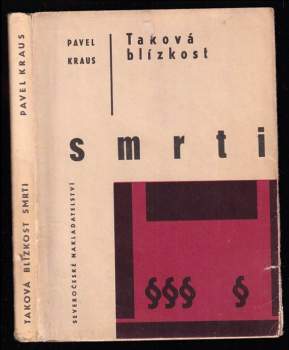 PAVEL KRAUS
TAKOVÁ BLÍZKOST SMRTI
PAVEL
KRAUS
Taková
blízkost
smrti
SEVEROČESKÉ NAKLADATELSTVÍ
§§§ §